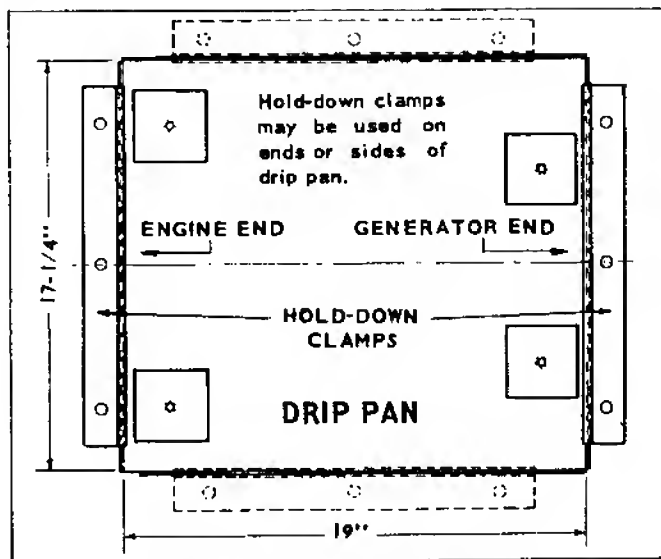 Hold-down clamps
may be used on
ends or sides of
drip pan.
ENGINE END
GENERATOR END
17-1/4"
HOLD-DOWN
CLAMPS
DRIP PAN
19"